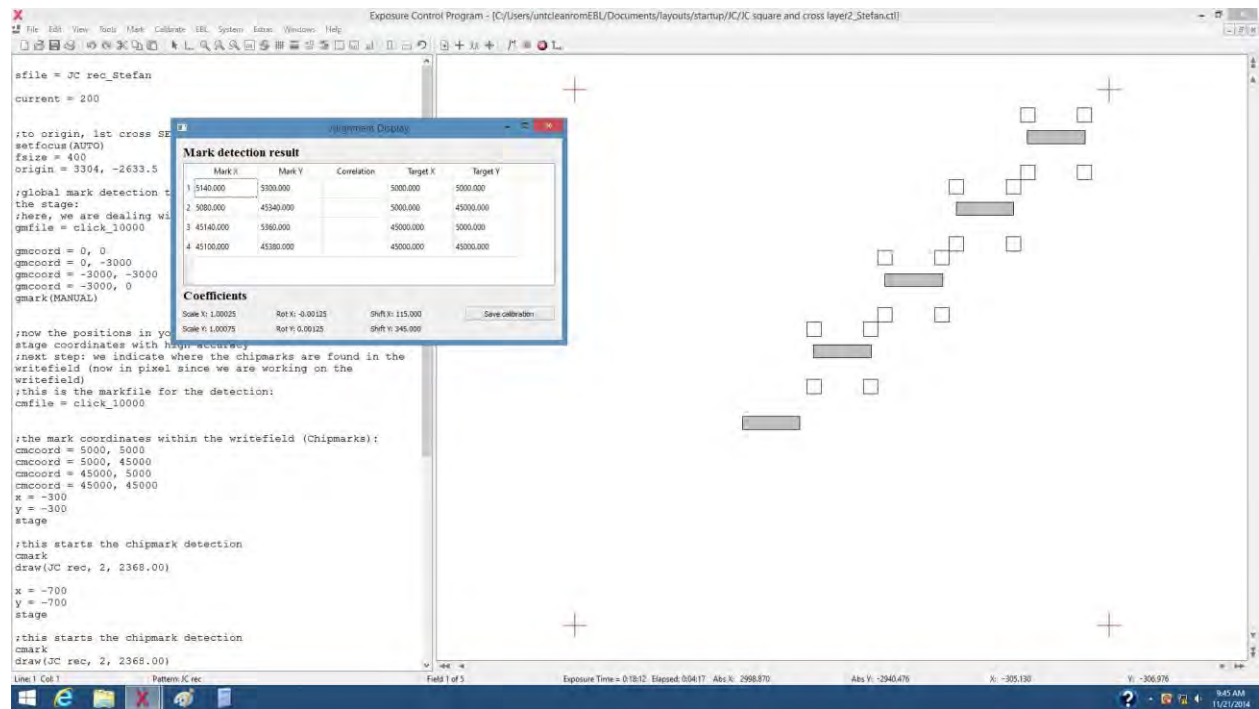 Exposure Control Program - [C:/Users/untcleanromEBL/Documents/layouts/startup/JC/JC square and cross layer2_Stefan.ctl]
File Edit View Tools Mark Calibrate EBL System Extras Windows Help
sfile = JC rec_Stefan
current = 200
;to origin, 1st cross SE
setfocus(AUTO)
fsize = 400
origin = 3304, -2633.5
;global mark detection t
the stage:
;here, we are dealing wi
gmfile = click_10000
gmcoord = 0, 0
gmcoord = 0, -3000
gmcoord = -3000, -3000
gmcoord = -3000, 0
gmark(MANUAL)
;now the positions in yo
stage coordinates with high accuracy
;next step: we indicate where the chipmarks are found in the
writefield (now in pixel since we are working on the
writefield)
;this is the markfile for the detection:
cmfile = click_10000
;the mark coordinates within the writefield (Chipmarks):
cmcoord = 5000, 5000
cmcoord = 5000, 45000
cmcoord = 45000, 5000
cmcoord = 45000, 45000
x = -300
y = -300
stage
;this starts the chipmark detection
cmark
draw(JC rec, 2, 2368.00)
x = -700
y = -700
stage
;this starts the chipmark detection
cmark
draw(JC rec, 2, 2368.00)
Alignment Display
Mark detection result
Mark X Mark Y Correlation Target X Target Y
1 5140.000 5300.000 5000.000 5000.000
2 5080.000 45340.000 5000.000 45000.000
3 45140.000 5360.000 45000.000 5000.000
4 45100.000 45380.000 45000.000 45000.000
Coefficients
Scale X: 1.00025 Rot X: -0.00125 Shift X: 115.000 Save calibration
Scale Y: 1.00075 Rot Y: 0.00125 Shift Y: 345.000
Line: 1 Col: 1 Pattern: JC rec Field 1 of 5 Exposure Time = 0:18:12 Elapsed: 0:04:17 Abs X: 2998.870 Abs Y: -2940.476 X: -305.130 Y: -306.976
9:45 AM
11/21/2014